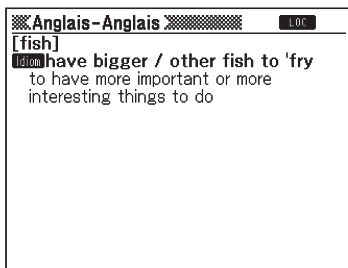 Anglais-Anglais LOC
[fish]
Idiom have bigger / other fish to 'fry
to have more important or more
interesting things to do